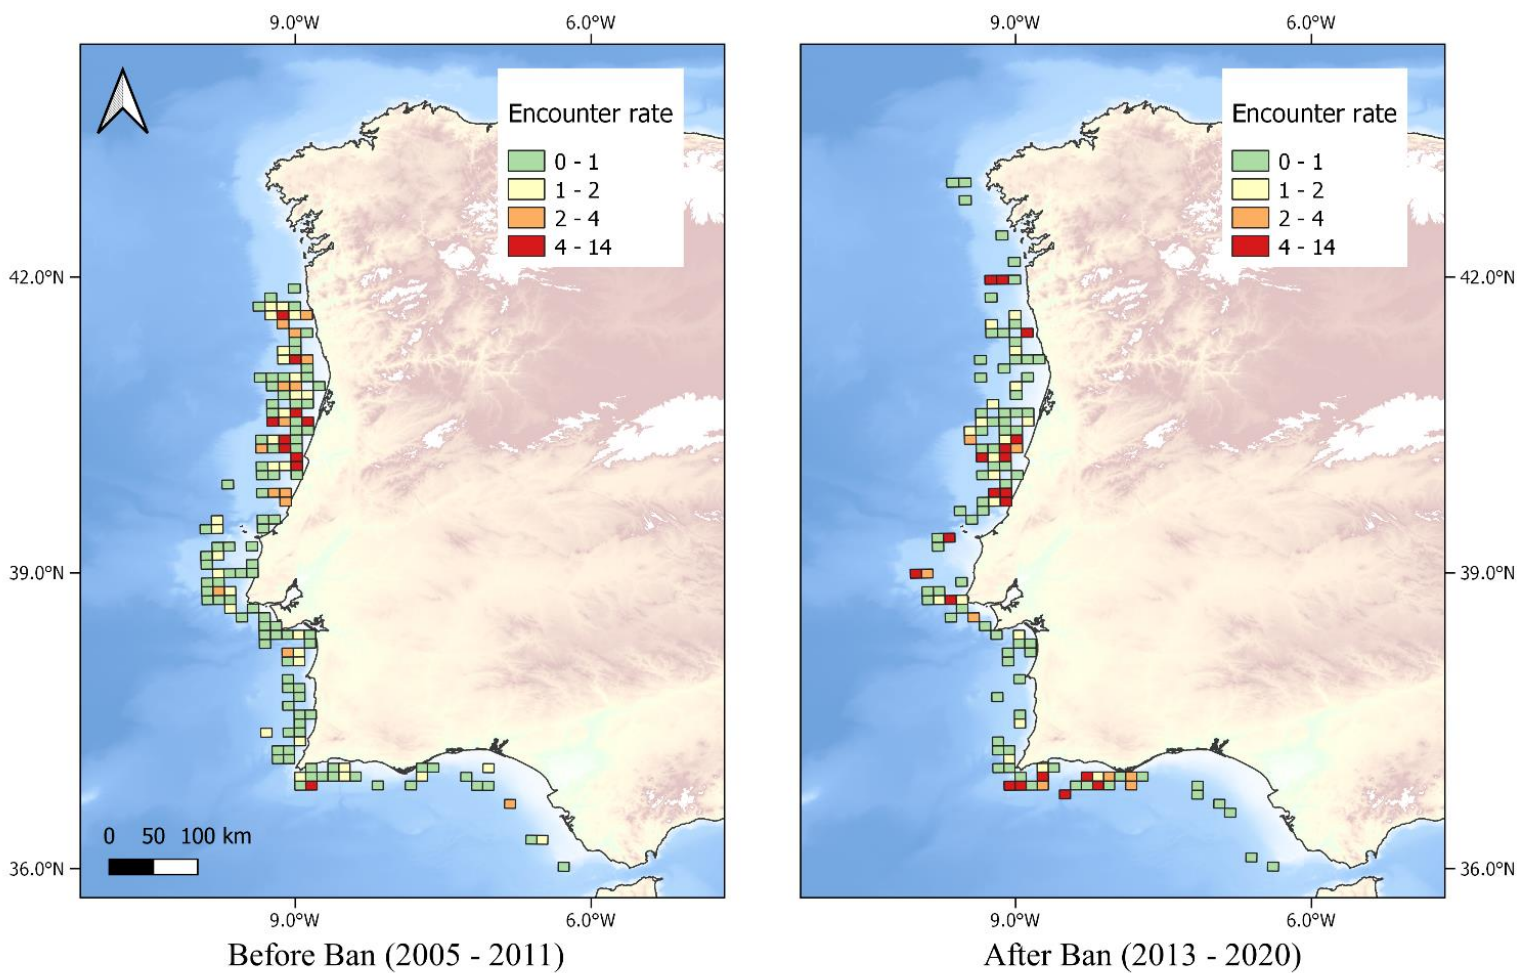 9.0°W 6.0°W 9.0°W 6.0°W
Encounter rate
0 - 1
1 - 2
2 - 4
4 - 14
Encounter rate
0 - 1
1 - 2
2 - 4
4 - 14
42.0°N 42.0°N
39.0°N 39.0°N
0 50 100 km
36.0°N 36.0°N
9.0°W 6.0°W 9.0°W 6.0°W
Before Ban (2005 - 2011) After Ban (2013 - 2020)